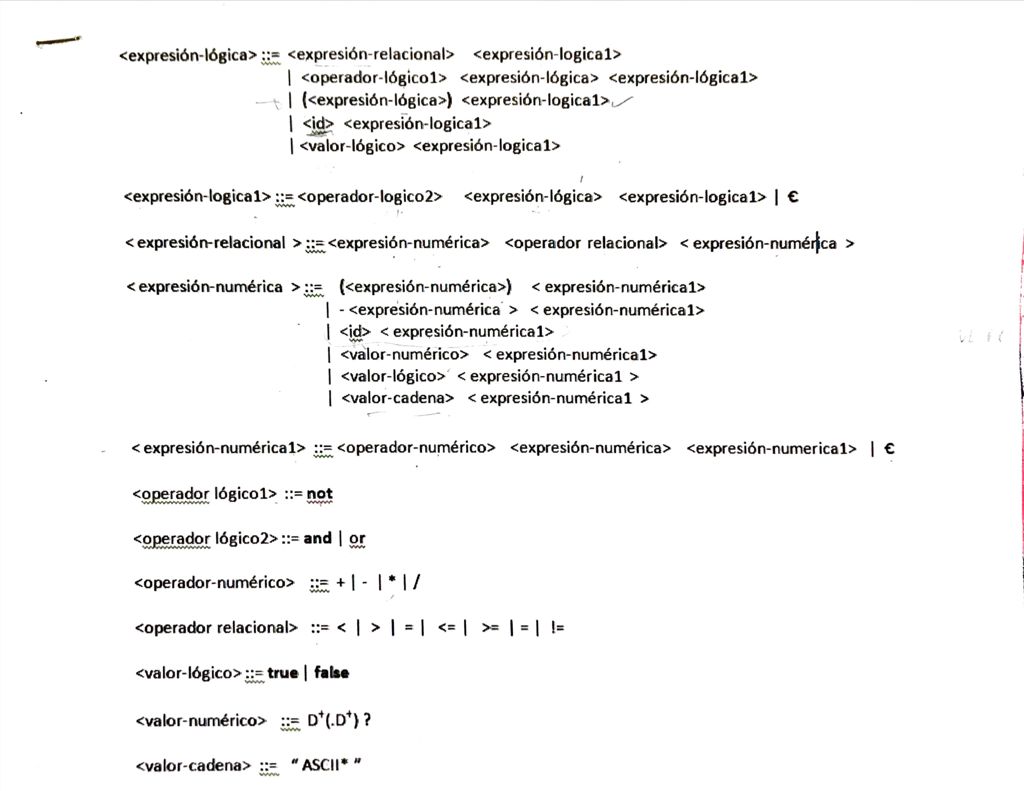 <expresión-lógica> ::= <expresión-relacional> <expresión-logica1>
| <operador-lógico1> <expresión-lógica> <expresión-lógica1>
| (<expresión-lógica>) <expresión-logica1>
| <id> <expresión-logica1>
| <valor-lógico> <expresión-logica1>
<expresión-logica1> ::= <operador-logico2> <expresión-lógica> <expresión-logica1> | €
< expresión-relacional > ::= <expresión-numérica> <operador relacional> < expresión-numérica >
< expresión-numérica > ::= (<expresión-numérica>) < expresión-numérica1>
| - <expresión-numérica > < expresión-numérica1>
| <id> < expresión-numérica1>
| <valor-numérico> < expresión-numérica1>
| <valor-lógico> < expresión-numérica1 >
| <valor-cadena> < expresión-numérica1 >
< expresión-numérica1> ::= <operador-numérico> <expresión-numérica> <expresión-numerica1> | €
<operador lógico1> ::= not
<operador lógico2> ::= and | or
<operador-numérico> ::= + | - | * | /
<operador relacional> ::= < | > | = | <= | >= | = | !=
<valor-lógico> ::= true | false
<valor-numérico> ::= D⁺(.D⁺) ?
<valor-cadena> ::= " ASCII* "